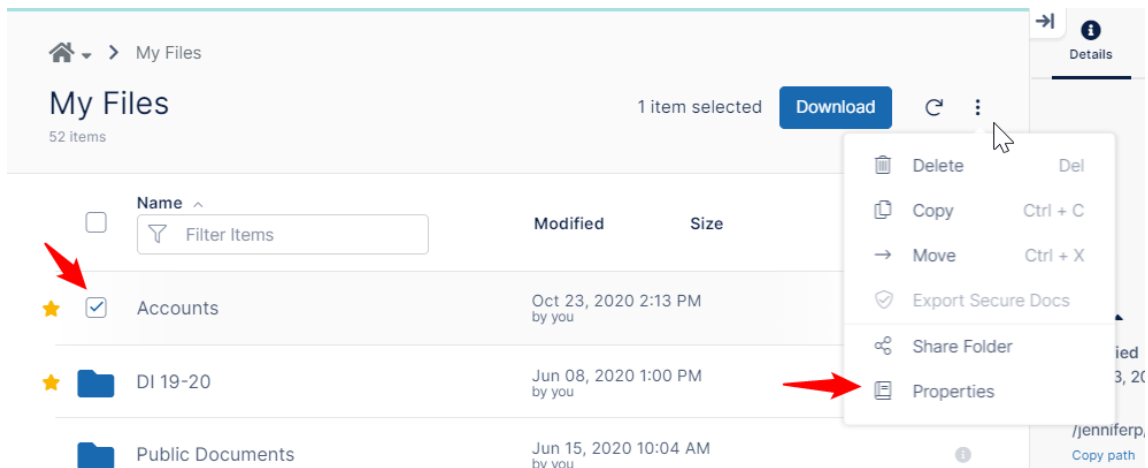 Details
My Files
My Files
52 items
1 item selected
Download
Delete Del
Copy Ctrl + C
Move Ctrl + X
Export Secure Docs
Share Folder
Properties
Name
Filter Items
Modified
Size
Accounts
Oct 23, 2020 2:13 PM
by you
DI 19-20
Jun 08, 2020 1:00 PM
by you
Public Documents
Jun 15, 2020 10:04 AM
by you
ied
3, 20
/jenniferp/
Copy path